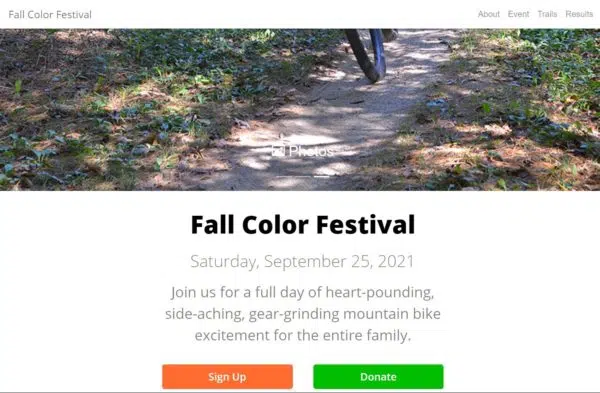 Fall Color Festival
About Event Trails Results
Photos
Fall Color Festival
Saturday, September 25, 2021
Join us for a full day of heart-pounding,
side-aching, gear-grinding mountain bike
excitement for the entire family.
Sign Up Donate